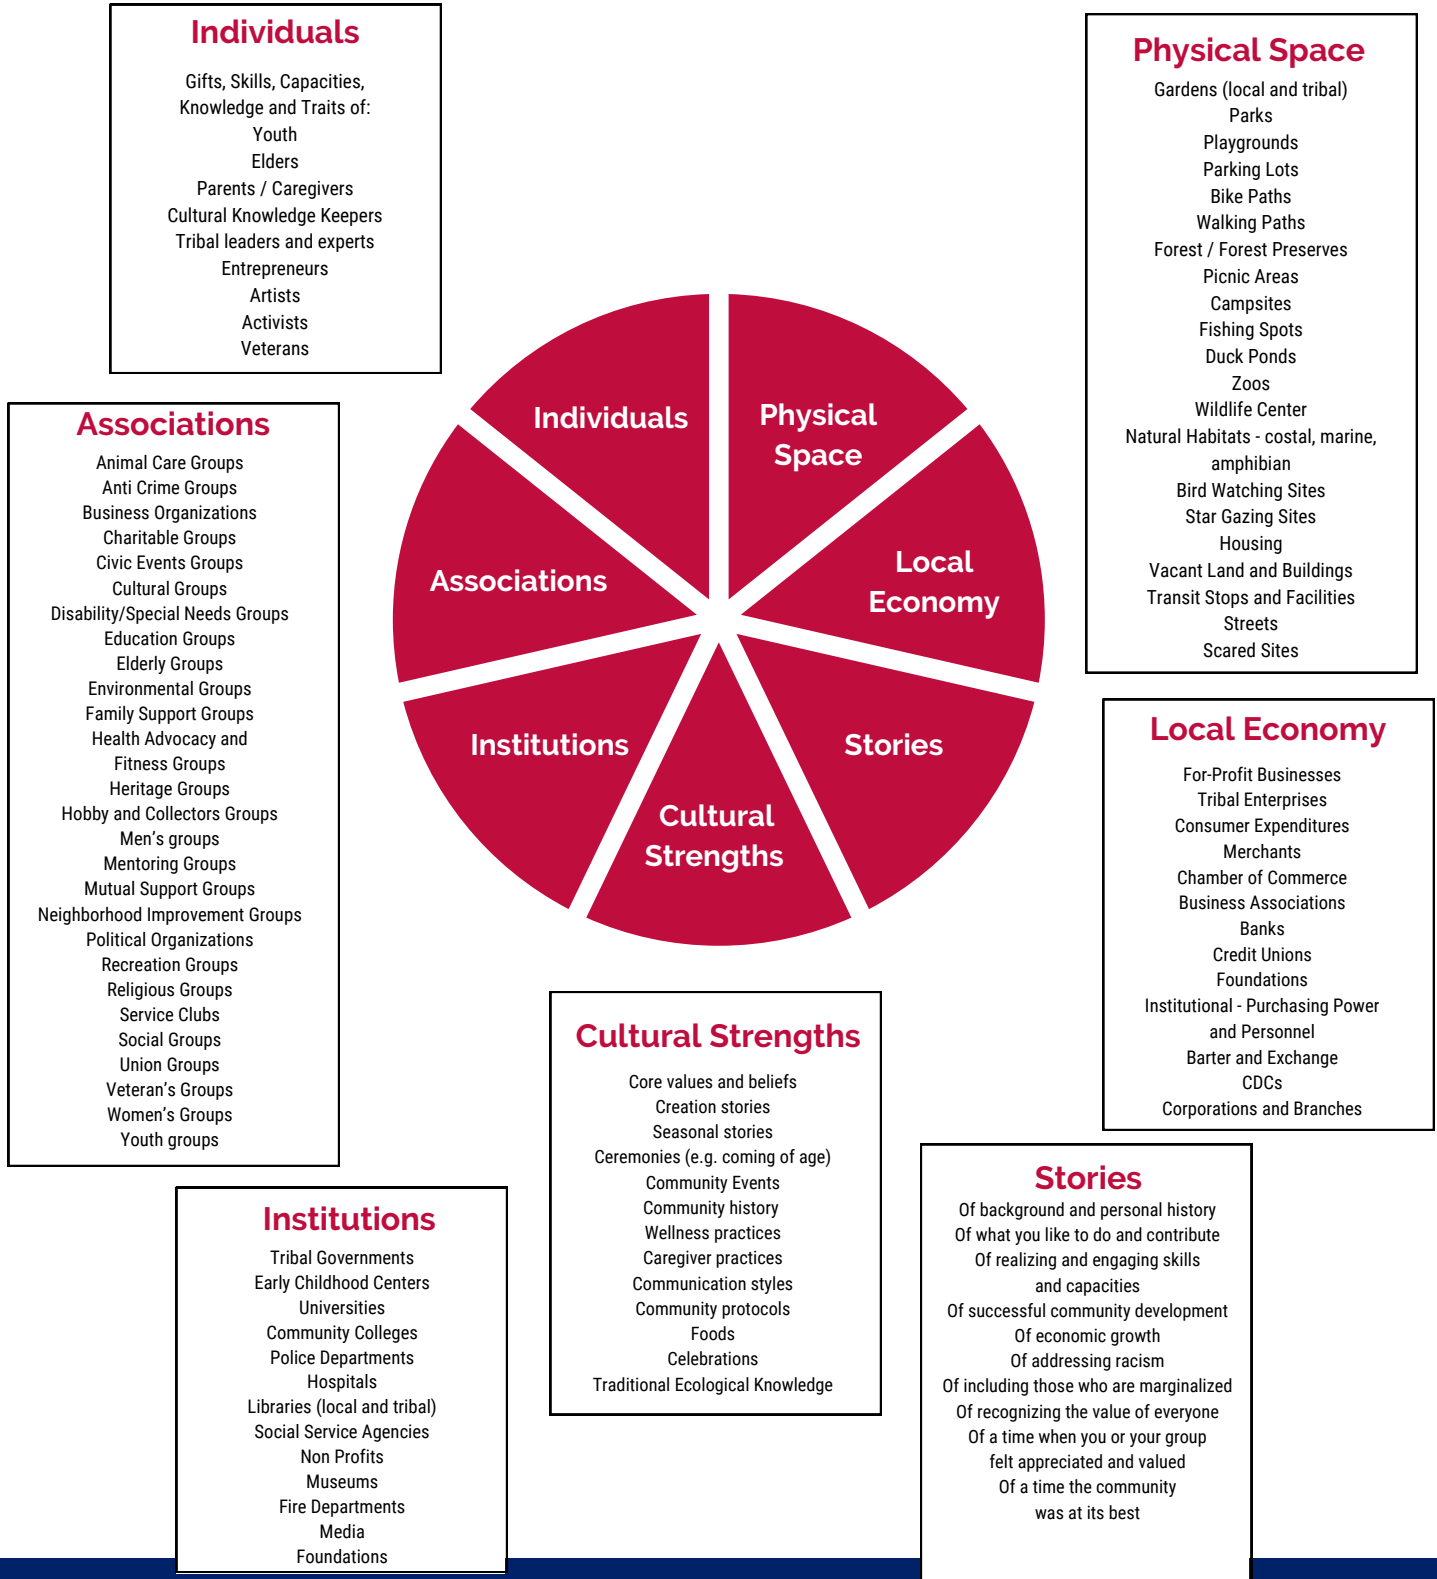 Individuals
Gifts, Skills, Capacities,
Knowledge and Traits of:
Youth
Elders
Parents / Caregivers
Cultural Knowledge Keepers
Tribal leaders and experts
Entrepreneurs
Artists
Activists
Veterans
Physical Space
Gardens (local and tribal)
Parks
Playgrounds
Parking Lots
Bike Paths
Walking Paths
Forest / Forest Preserves
Picnic Areas
Campsites
Fishing Spots
Duck Ponds
Zoos
Wildlife Center
Natural Habitats - costal, marine,
amphibian
Bird Watching Sites
Star Gazing Sites
Housing
Vacant Land and Buildings
Transit Stops and Facilities
Streets
Scared Sites
Individuals
Physical
Space
Associations
Local
Economy
Institutions
Stories
Cultural
Strengths
Associations
Animal Care Groups
Anti Crime Groups
Business Organizations
Charitable Groups
Civic Events Groups
Cultural Groups
Disability/Special Needs Groups
Education Groups
Elderly Groups
Environmental Groups
Family Support Groups
Health Advocacy and
Fitness Groups
Heritage Groups
Hobby and Collectors Groups
Men's groups
Mentoring Groups
Mutual Support Groups
Neighborhood Improvement Groups
Political Organizations
Recreation Groups
Religious Groups
Service Clubs
Social Groups
Union Groups
Veteran's Groups
Women's Groups
Youth groups
Local Economy
For-Profit Businesses
Tribal Enterprises
Consumer Expenditures
Merchants
Chamber of Commerce
Business Associations
Banks
Credit Unions
Foundations
Institutional - Purchasing Power
and Personnel
Barter and Exchange
CDCs
Corporations and Branches
Cultural Strengths
Core values and beliefs
Creation stories
Seasonal stories
Ceremonies (e.g. coming of age)
Community Events
Community history
Wellness practices
Caregiver practices
Communication styles
Community protocols
Foods
Celebrations
Traditional Ecological Knowledge
Institutions
Tribal Governments
Early Childhood Centers
Universities
Community Colleges
Police Departments
Hospitals
Libraries (local and tribal)
Social Service Agencies
Non Profits
Museums
Fire Departments
Media
Foundations
Stories
Of background and personal history
Of what you like to do and contribute
Of realizing and engaging skills
and capacities
Of successful community development
Of economic growth
Of addressing racism
Of including those who are marginalized
Of recognizing the value of everyone
Of a time when you or your group
felt appreciated and valued
Of a time the community
was at its best